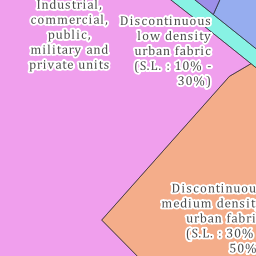 Industrial,
commercial,
public,
military and
private units
Discontinuous
low density
urban fabric
(S.L. : 10% -
30%)
Discontinuou
medium densit
urban fabri
(S.L. : 30%
50%